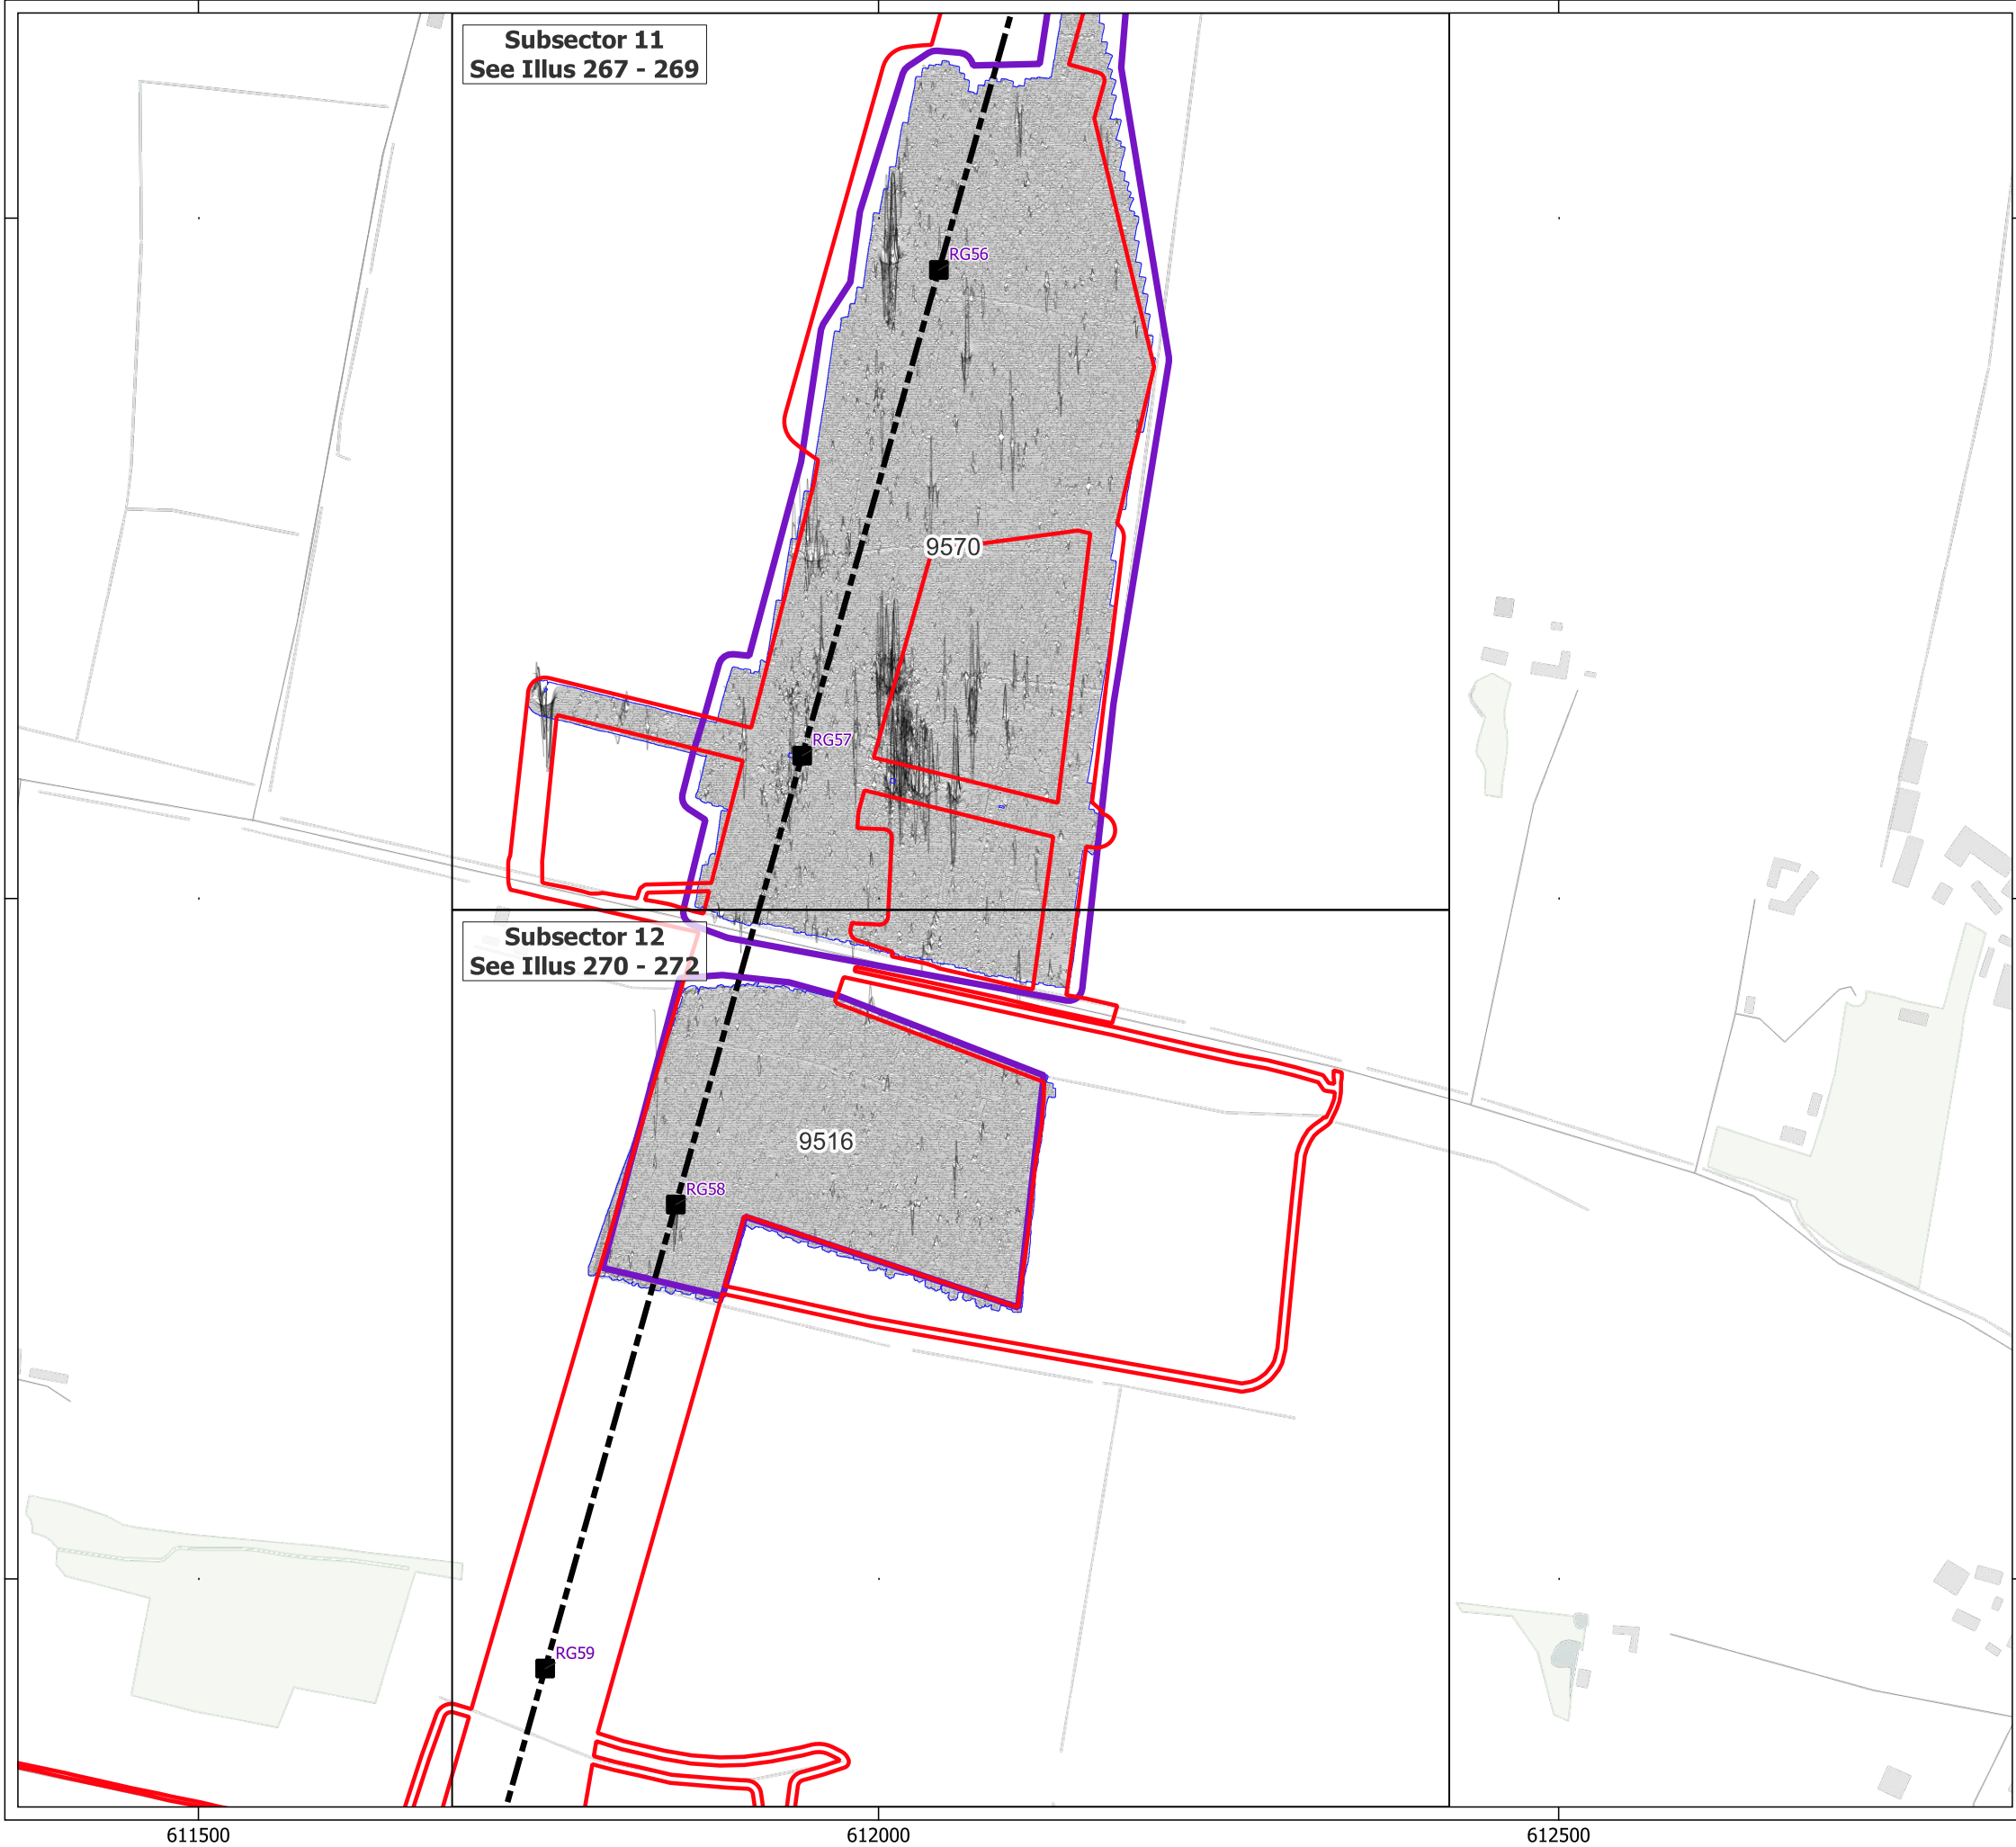 Subsector 11
See Illus 267 - 269
RG56
9570
RG57
Subsector 12
See Illus 270 - 272
9516
RG58
RG59
611500
612000
612500